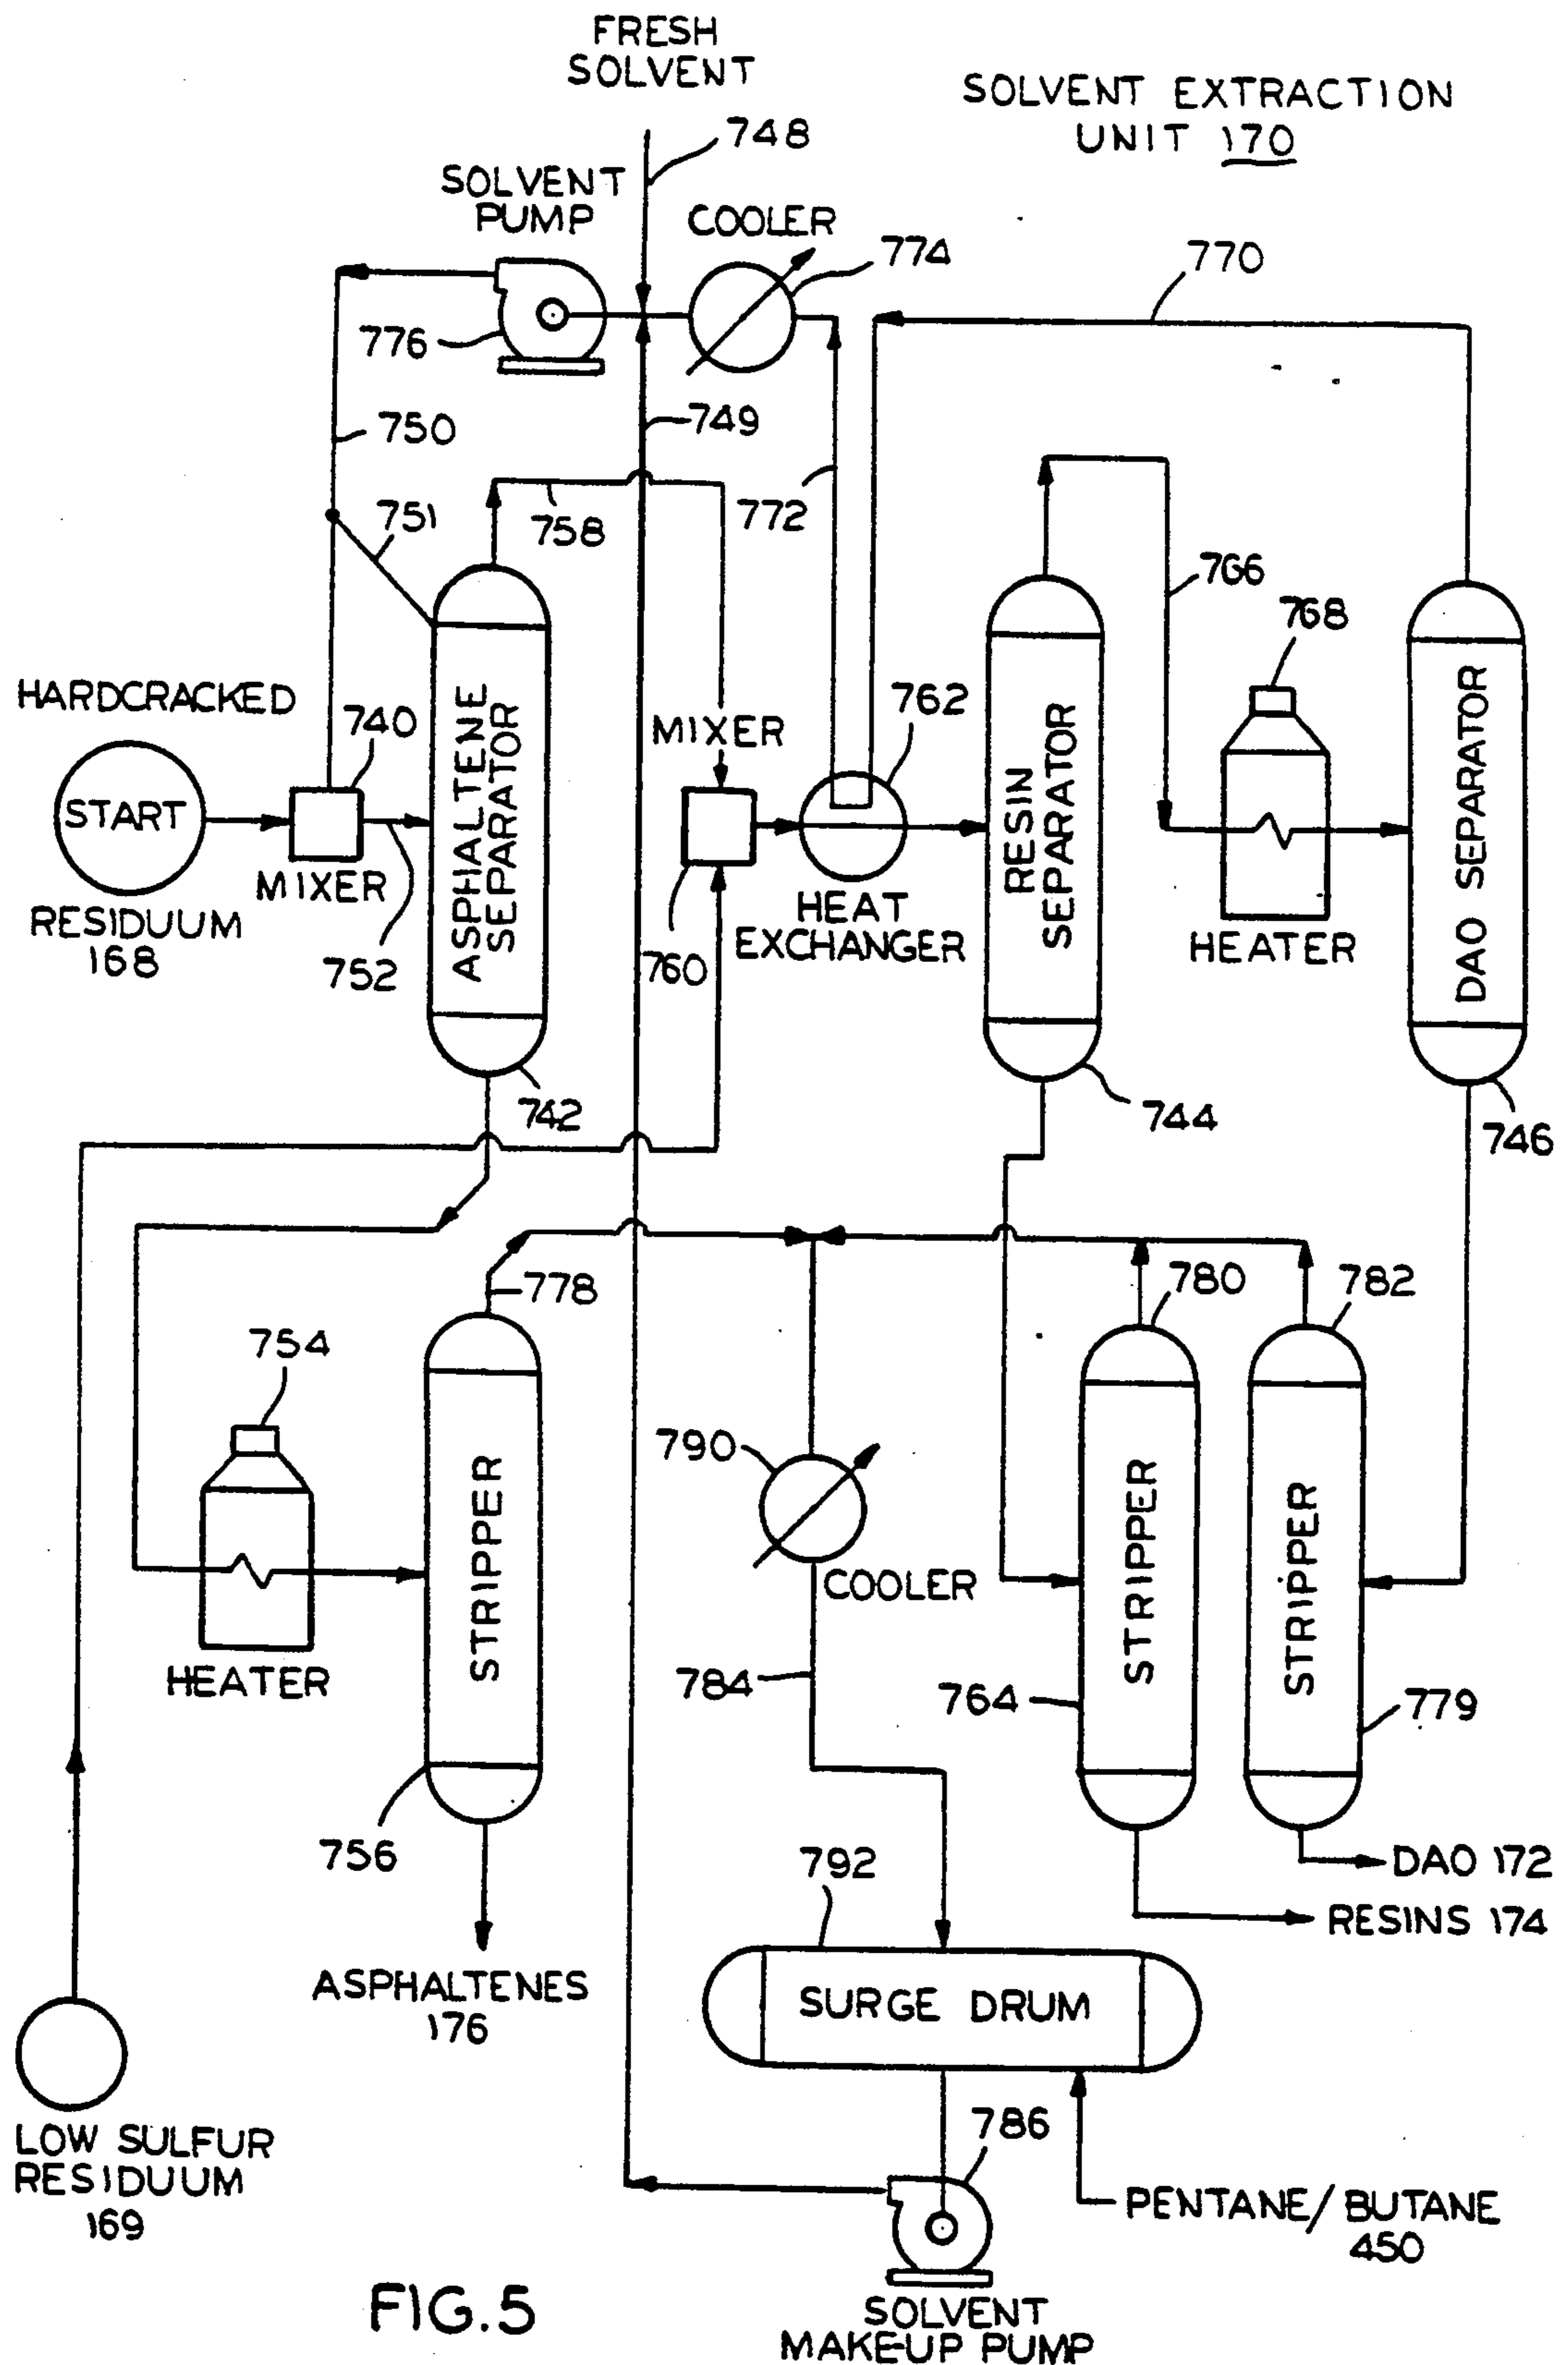 FRESH
SOLVENT
SOLVENT EXTRACTION
UNIT 170
748
SOLVENT
PUMP
COOLER
774
770
776
750
749
751
758
772
766
768
HARDCRACKED
740
MIXER
762
START
ASPHALTENE
SEPARATOR
RESIN
SEPARATOR
DAO SEPARATOR
MIXER
RESIDUUM
168
752
760
HEAT
EXCHANGER
HEATER
742
744
746
778
780
782
754
790
STRIPPER
STRIPPER
STRIPPER
COOLER
HEATER
784
764
779
756
792
DAO 172
RESINS 174
ASPHALTENES
176
SURGE DRUM
LOW SULFUR
RESIDUUM
169
786
PENTANE/BUTANE
450
FIG.5
SOLVENT
MAKE-UP PUMP